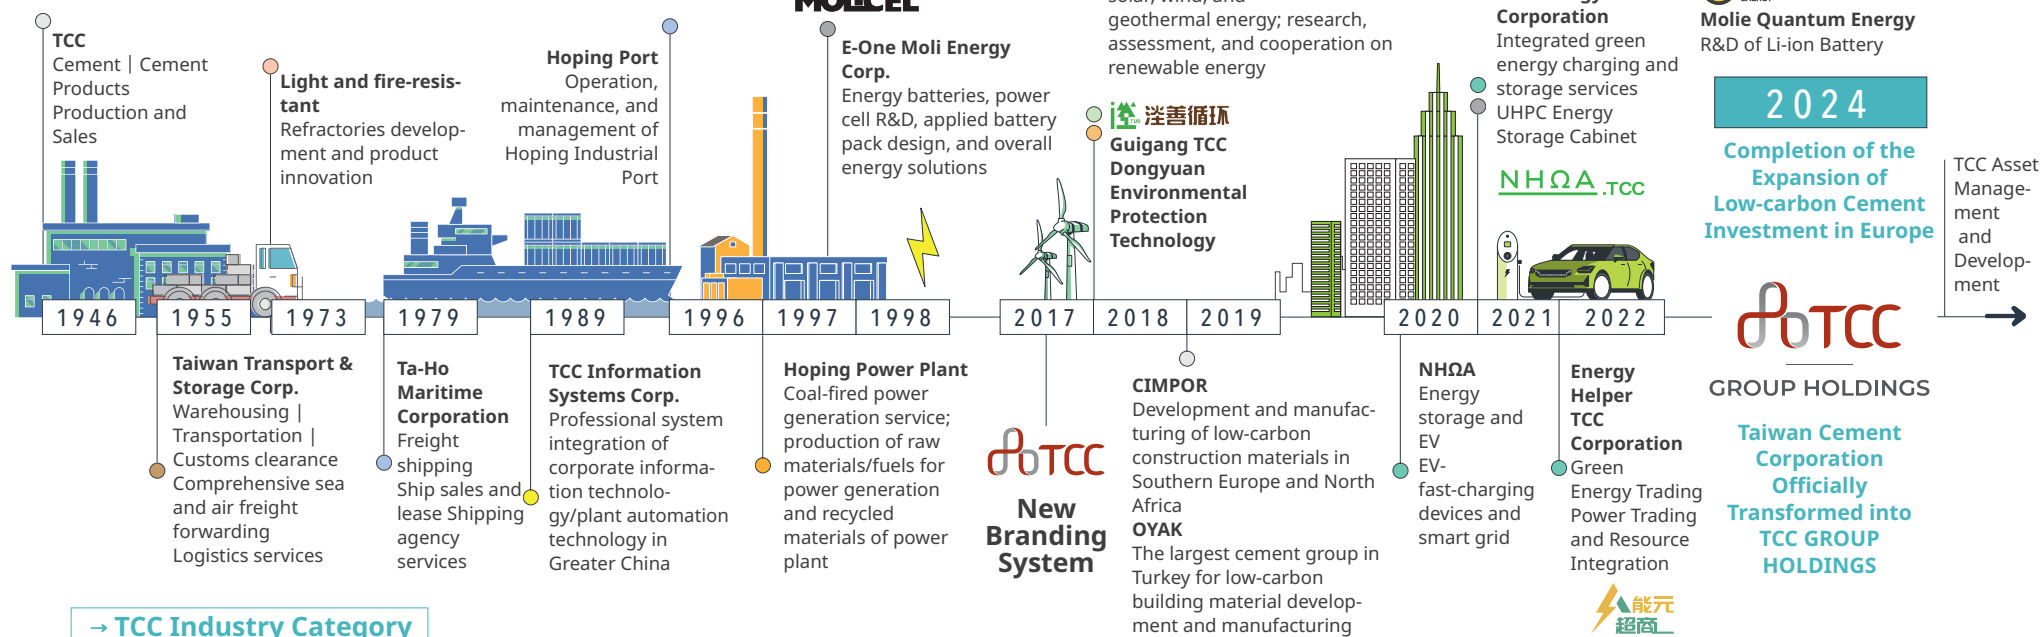 TCC
Cement | Cement
Products
Production and
Sales
Light and fire-resis-
tant
Refractories develop-
ment and product
innovation
Hoping Port
Operation,
maintenance, and
management of
Hoping Industrial
Port
MOLICEL
E-One Moli Energy
Corp.
Energy batteries, power
cell R&D, applied battery
pack design, and overall
energy solutions
solar, wind, and
geothermal energy; research,
assessment, and cooperation on
renewable energy
淫善循环
Guigang TCC
Dongyuan
Environmental
Protection
Technology
Corporation
Integrated green
energy charging and
storage services
UHPC Energy
Storage Cabinet
NHΩA.TCC
Molie Quantum Energy
R&D of Li-ion Battery
2024
Completion of the
Expansion of
Low-carbon Cement
Investment in Europe
TCC Asset
Manage-
ment
and
Develop-
ment
1946
1955
1973
1979
1989
1996
1997
1998
2017
2018
2019
2020
2021
2022
Taiwan Transport &
Storage Corp.
Warehousing |
Transportation |
Customs clearance
Comprehensive sea
and air freight
forwarding
Logistics services
Ta-Ho
Maritime
Corporation
Freight
shipping
Ship sales and
lease Shipping
agency
services
TCC Information
Systems Corp.
Professional system
integration of
corporate informa-
tion technolo-
gy/plant automation
technology in
Greater China
Hoping Power Plant
Coal-fired power
generation service;
production of raw
materials/fuels for
power generation
and recycled
materials of power
plant
TCC
New
Branding
System
CIMPOR
Development and manufac-
turing of low-carbon
construction materials in
Southern Europe and North
Africa
OYAK
The largest cement group in
Turkey for low-carbon
building material develop-
ment and manufacturing
NHΩA
Energy
storage and
EV
EV-
fast-charging
devices and
smart grid
Energy
Helper
TCC
Corporation
Green
Energy Trading
Power Trading
and Resource
Integration
能元
超商
TCC
GROUP HOLDINGS
Taiwan Cement
Corporation
Officially
Transformed into
TCC GROUP
HOLDINGS
→ TCC Industry Category